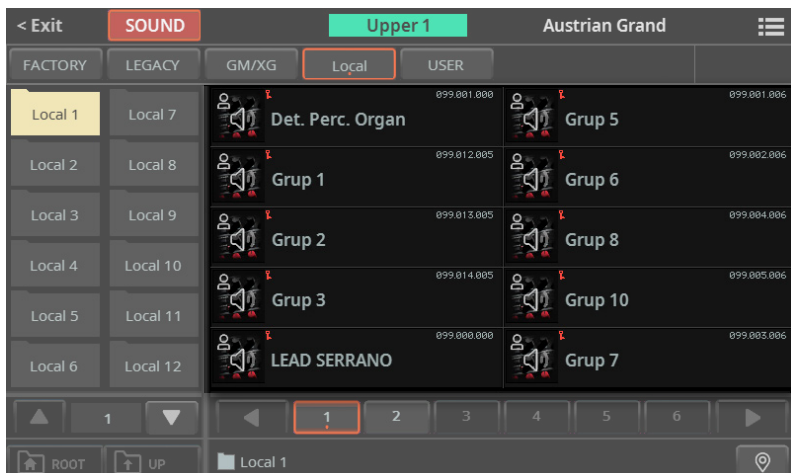 < Exit SOUND Upper 1 Austrian Grand
FACTORY LEGACY GM/XG Local USER
Local 1 Local 7
Local 2 Local 8
Local 3 Local 9
Local 4 Local 10
Local 5 Local 11
Local 6 Local 12
099.001.000 099.001.006
Det. Perc. Organ Grup 5
099.012.005 099.002.006
Grup 1 Grup 6
099.013.005 099.004.006
Grup 2 Grup 8
099.014.005 099.005.006
Grup 3 Grup 10
099.000.000 099.003.006
LEAD SERRANO Grup 7
1 1 2 3 4 5 6
ROOT UP Local 1